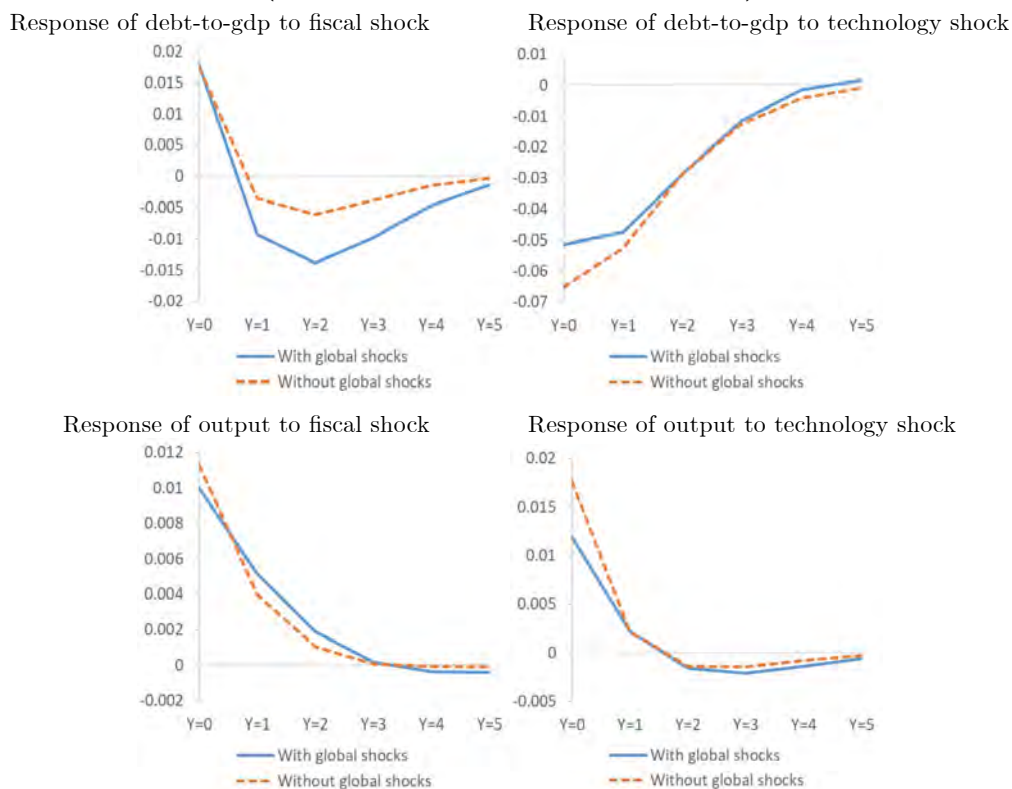 Response of debt-to-gdp to fiscal shock
0.02
0.015
0.01
0.005
0
-0.005
-0.01
-0.015
-0.02
Y=0 Y=1 Y=2 Y=3 Y=4 Y=5
With global shocks
Without global shocks
Response of debt-to-gdp to technology shock
0.01
0
-0.01
-0.02
-0.03
-0.04
-0.05
-0.06
-0.07
Y=0 Y=1 Y=2 Y=3 Y=4 Y=5
With global shocks
Without global shocks
Response of output to fiscal shock
0.012
0.01
0.008
0.006
0.004
0.002
0
-0.002
Y=0 Y=1 Y=2 Y=3 Y=4 Y=5
With global shocks
Without global shocks
Response of output to technology shock
0.02
0.015
0.01
0.005
0
-0.005
Y=0 Y=1 Y=2 Y=3 Y=4 Y=5
With global shocks
Without global shocks